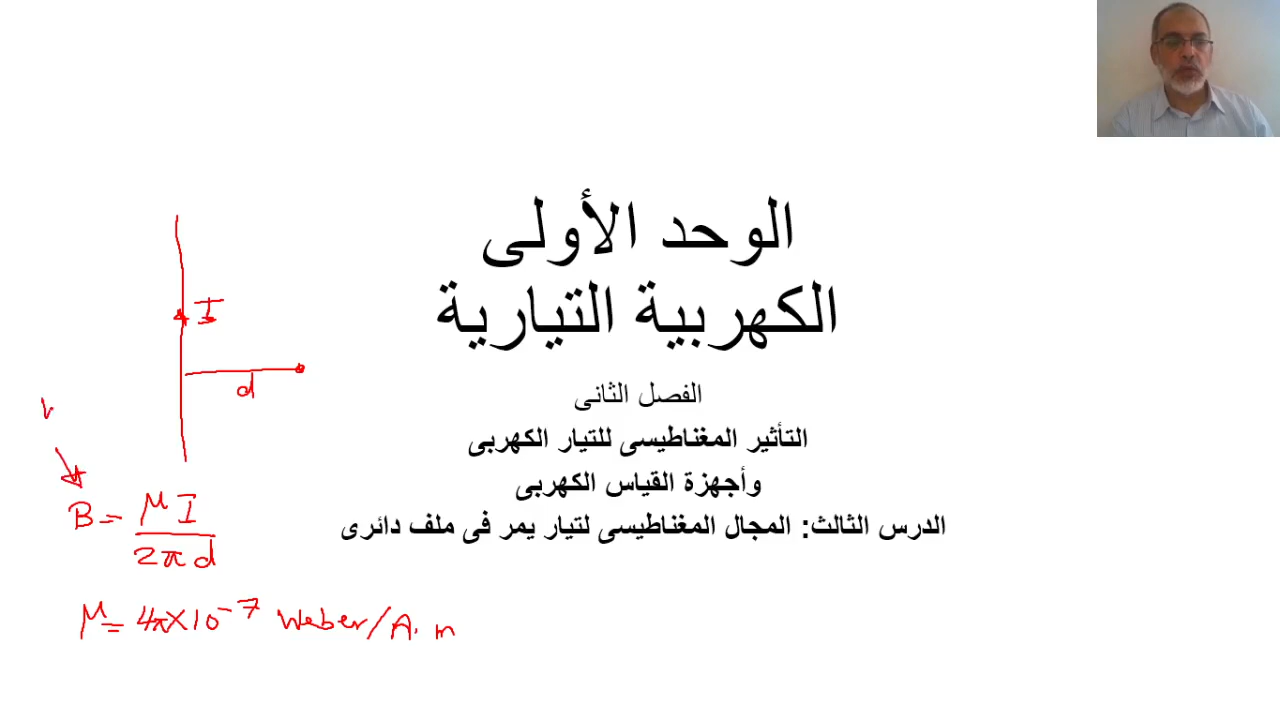 الوحد الأولى
الكهربية التيارية
الفصل الثانى
التأثير المغناطيسى للتيار الكهربى
وأجهزة القياس الكهربى
الدرس الثالث: المجال المغناطيسى لتيار يمر فى ملف دائرى
I
d
B = μI / 2πd
μ = 4π×10⁻⁷ Weber/A.m